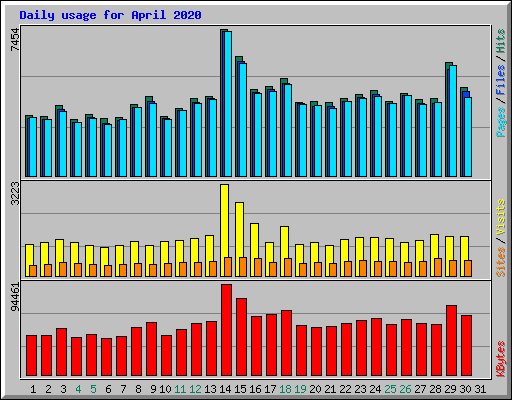 Daily usage for April 2020
7454
Pages / Files / Hits
3223
Sites / Visits
94461
KBytes
1 2 3 4 5 6 7 8 9 10 11 12 13 14 15 16 17 18 19 20 21 22 23 24 25 26 27 28 29 30 31